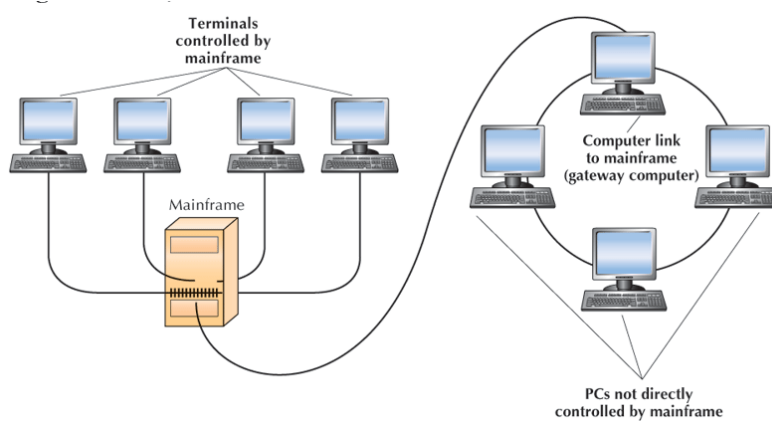 Terminals
controlled by
mainframe
Mainframe
Computer link
to mainframe
(gateway computer)
PCs not directly
controlled by mainframe